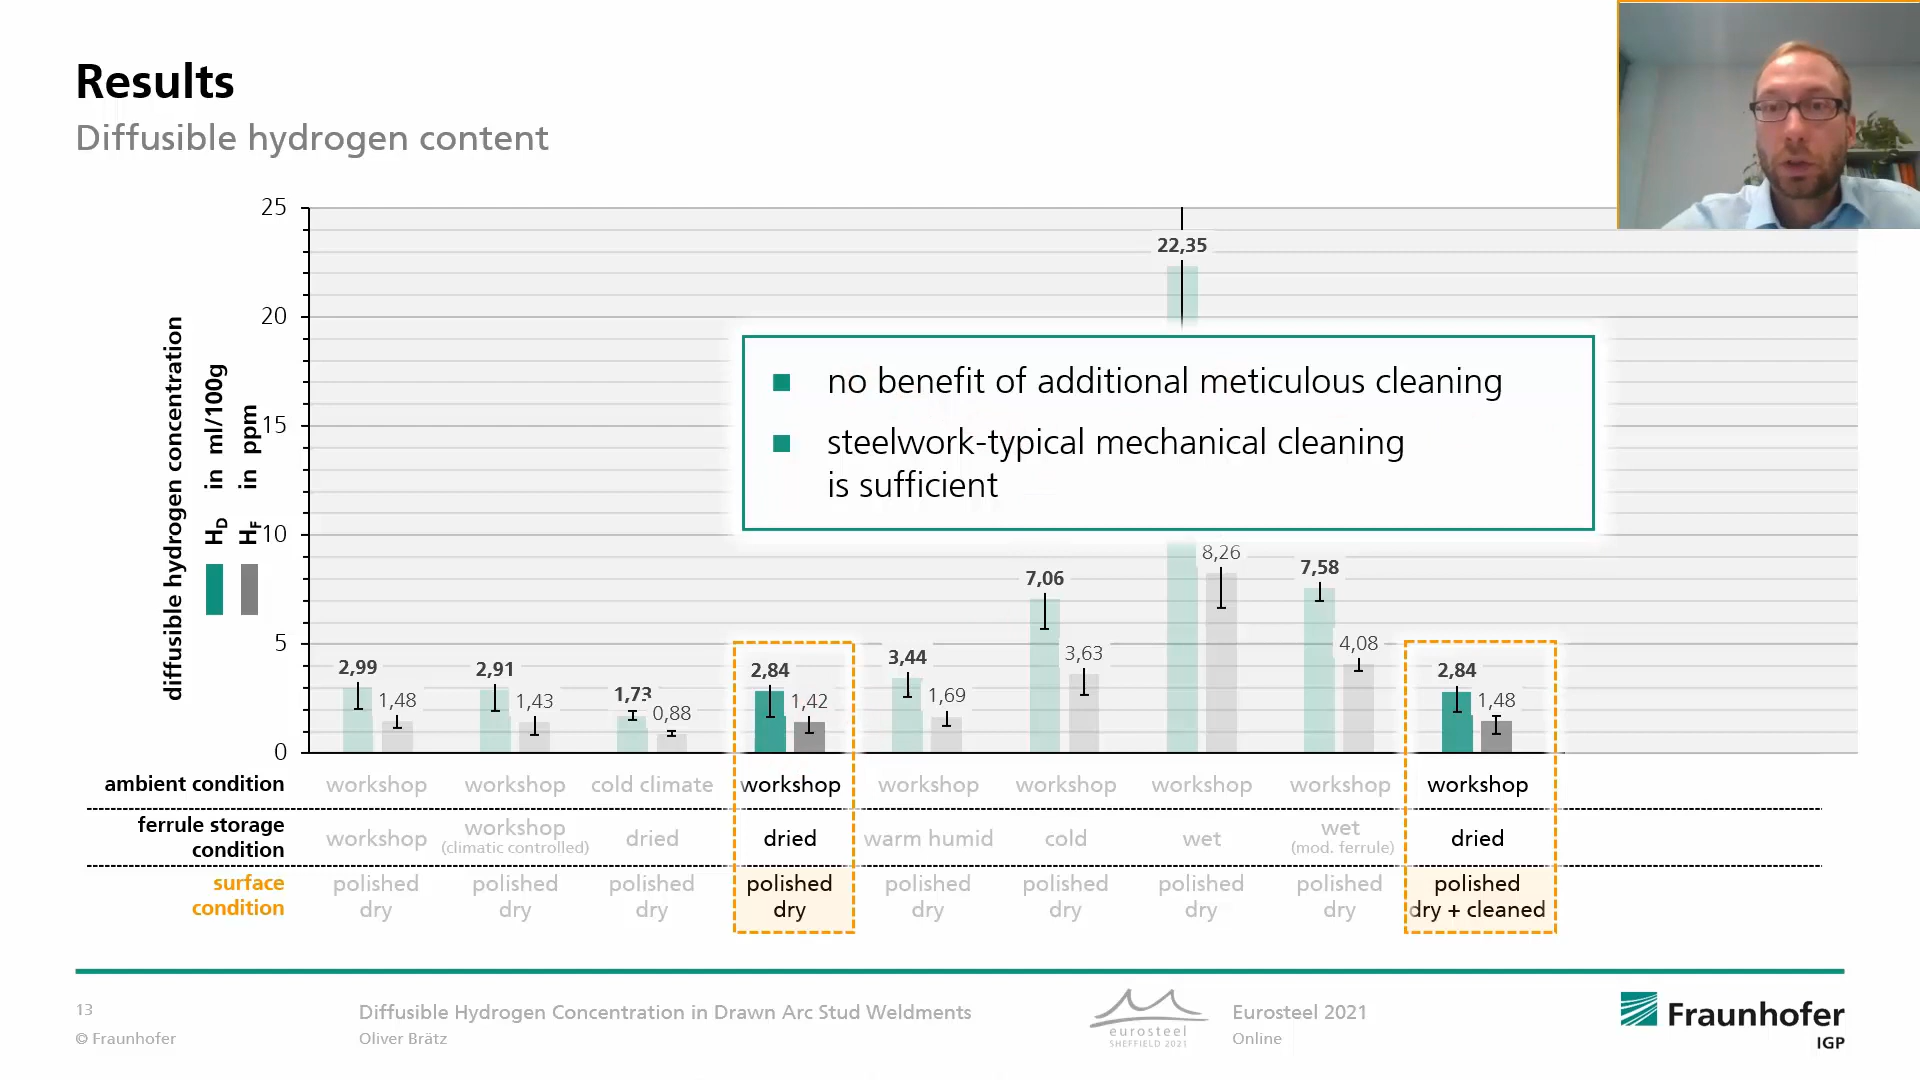 Results
Diffusible hydrogen content
diffusible hydrogen concentration
H_D in ml/100g
H_F in ppm
25
20
15
10
5
0
22,35
no benefit of additional meticulous cleaning
steelwork-typical mechanical cleaning
is sufficient
2,99
1,48
2,91
1,43
1,73
0,88
2,84
1,42
3,44
1,69
7,06
3,63
8,26
7,58
4,08
2,84
1,48
ambient condition workshop workshop cold climate workshop workshop workshop workshop workshop workshop
ferrule storage condition workshop workshop (climatic controlled) dried dried warm humid cold wet wet (mod. ferrule) dried
surface condition polished dry polished dry polished dry polished dry polished dry polished dry polished dry polished dry polished dry + cleaned
13
© Fraunhofer
Diffusible Hydrogen Concentration in Drawn Arc Stud Weldments
Oliver Brätz
eurosteel
SHEFFIELD 2021
Eurosteel 2021
Online
Fraunhofer
IGP